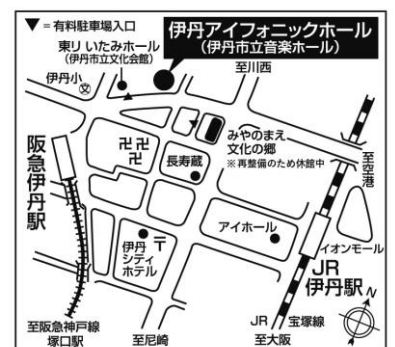 ▼=有料駐車場入口
伊丹アイフォニックホール
(伊丹市立音楽ホール)
東リ いたみホール
(伊丹市立文化会館)
至川西
伊丹小
文
みやのまえ
文化の郷
※再整備のため休館中
卍卍
卍
長寿蔵
至空港
阪急伊丹駅
アイホール
伊丹
シティ
ホテル
〒
イオンモール
JR
伊丹駅
N
至阪急神戸線
塚口駅
至尼崎
JR 宝塚線
至大阪